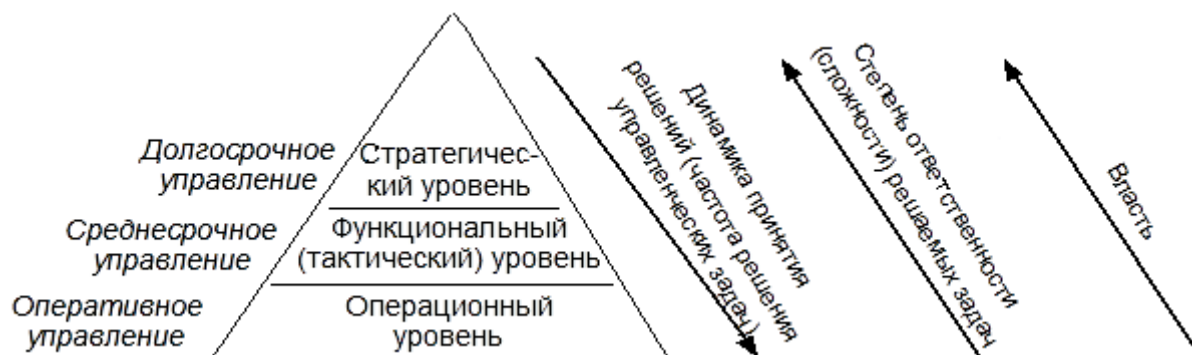 Долгосрочное
управление
Стратегичес-
кий уровень
Среднесрочное
управление
Функциональный
(тактический) уровень
Оперативное
управление
Операционный
уровень
Динамика принятия
решений (частота решения
управленческих задач)
Степень ответственности
(сложности) решаемых задач
Власть